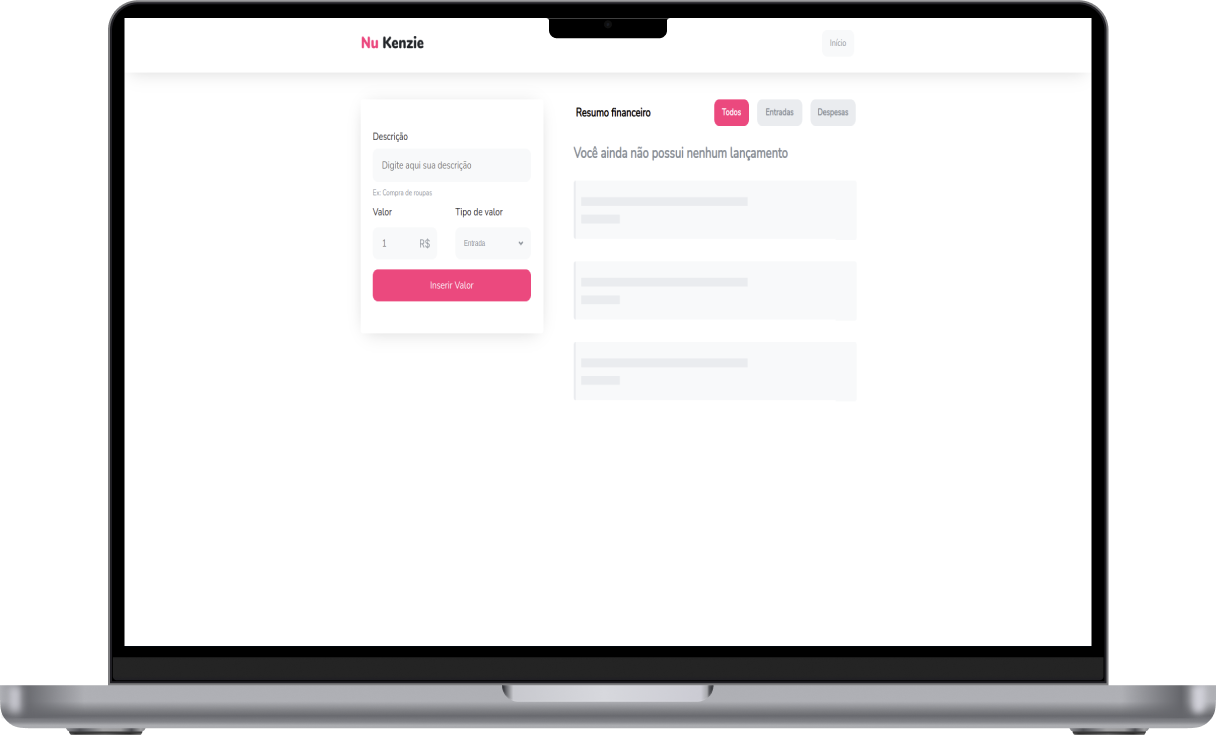 Nu Kenzie
Início
Descrição
Digite aqui sua descrição
Ex: Compra de roupas
Valor
Tipo de valor
1 R$
Entrada
Inserir Valor
Resumo financeiro
Todos
Entradas
Despesas
Você ainda não possui nenhum lançamento